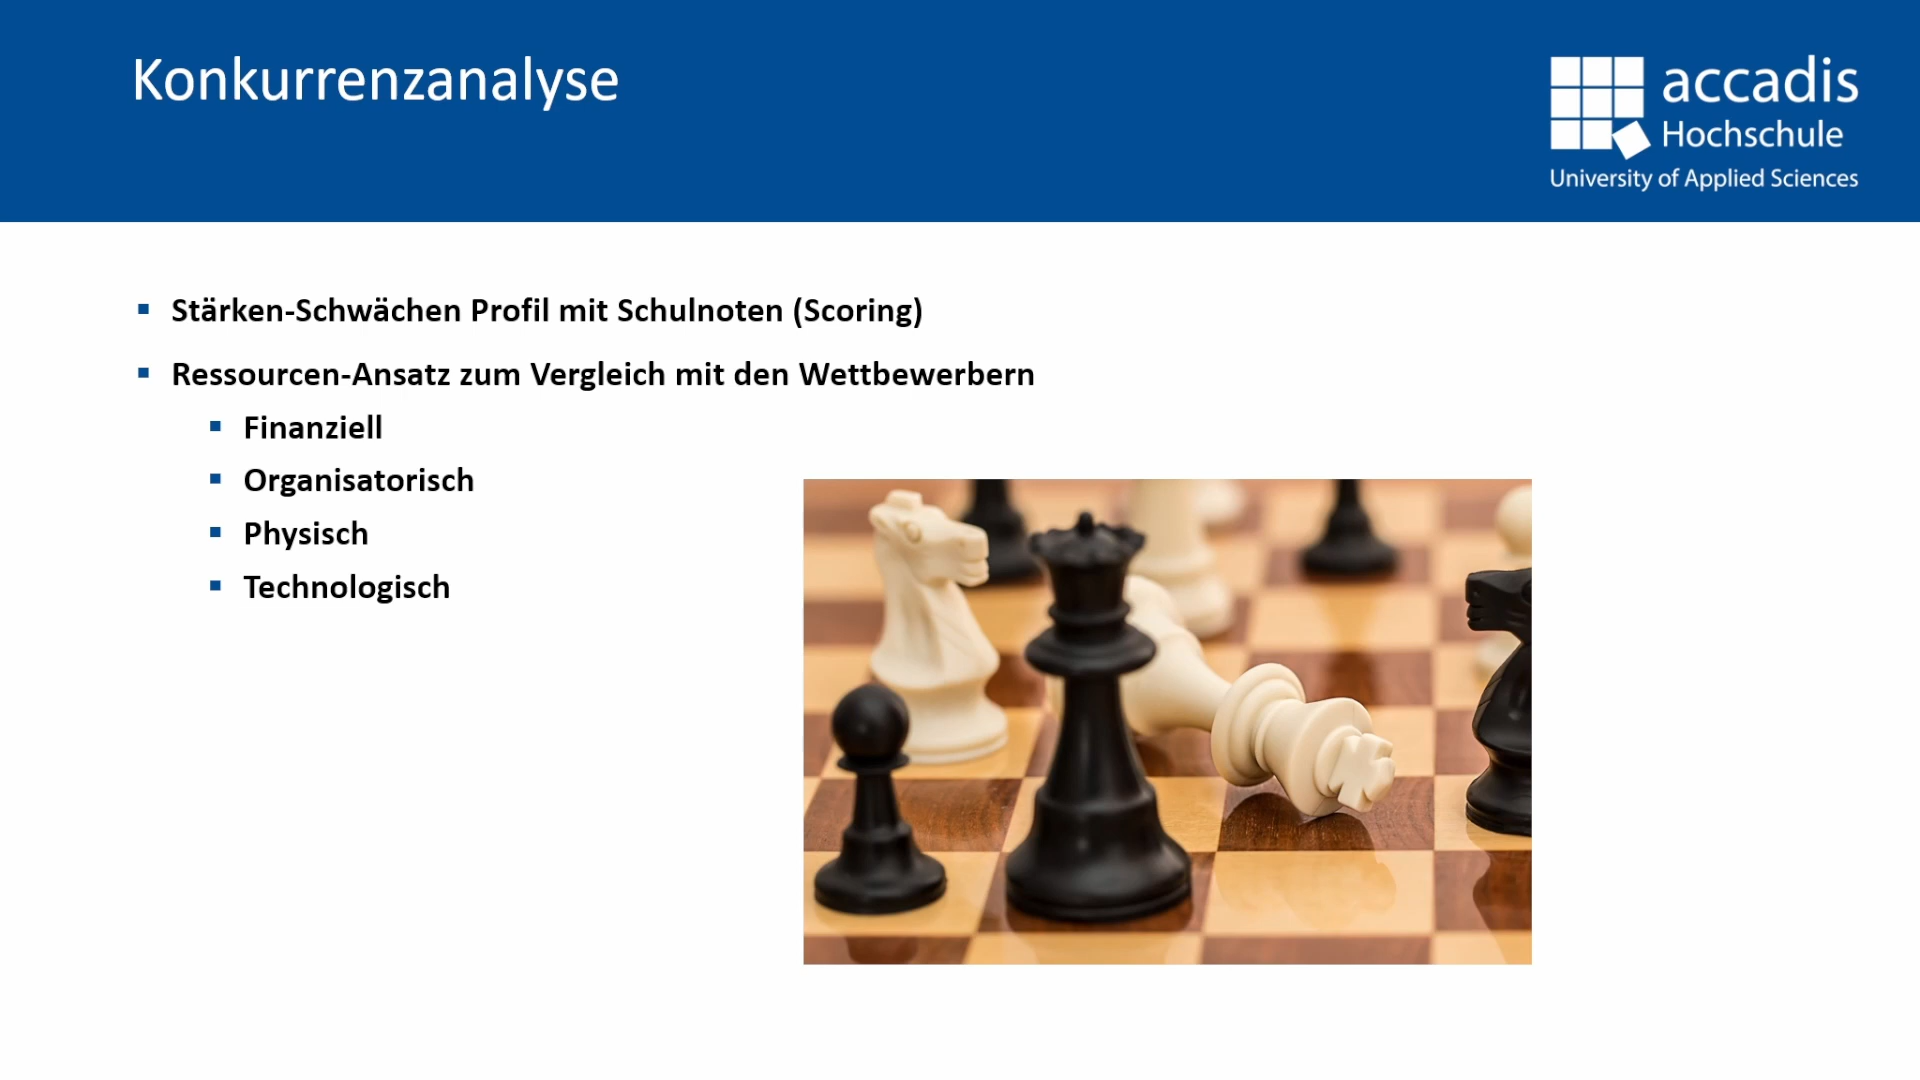 Konkurrenzanalyse
accadis
Hochschule
University of Applied Sciences
Stärken-Schwächen Profil mit Schulnoten (Scoring)
Ressourcen-Ansatz zum Vergleich mit den Wettbewerbern
Finanziell
Organisatorisch
Physisch
Technologisch